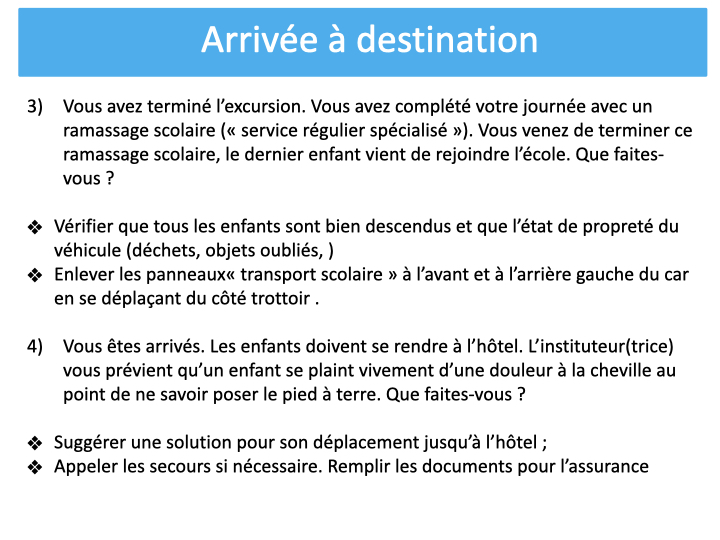 Arrivée à destination
3) Vous avez terminé l’excursion. Vous avez complété votre journée avec un
ramassage scolaire (« service régulier spécialisé »). Vous venez de terminer ce
ramassage scolaire, le dernier enfant vient de rejoindre l’école. Que faites-
vous ?
❖ Vérifier que tous les enfants sont bien descendus et que l’état de propreté du
véhicule (déchets, objets oubliés, )
❖ Enlever les panneaux« transport scolaire » à l’avant et à l’arrière gauche du car
en se déplaçant du côté trottoir .
4) Vous êtes arrivés. Les enfants doivent se rendre à l’hôtel. L’instituteur(trice)
vous prévient qu’un enfant se plaint vivement d’une douleur à la cheville au
point de ne savoir poser le pied à terre. Que faites-vous ?
❖ Suggérer une solution pour son déplacement jusqu’à l’hôtel ;
❖ Appeler les secours si nécessaire. Remplir les documents pour l’assurance